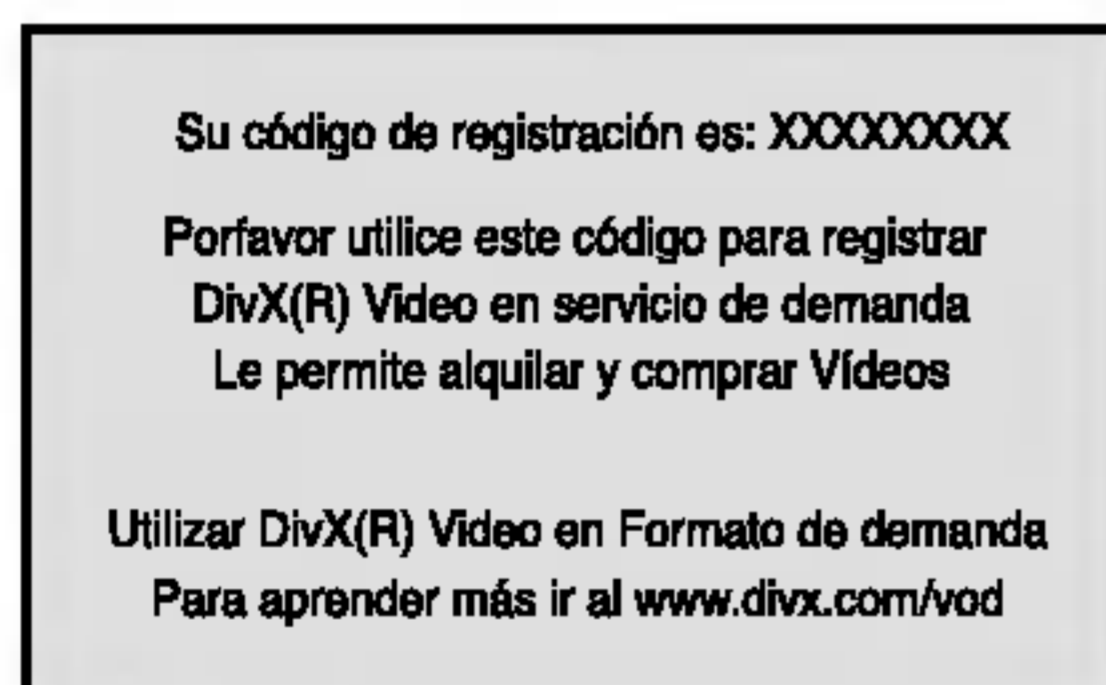 Su código de registración es: XXXXXXXX
Porfavor utilice este código para registrar
DivX(R) Video en servicio de demanda
Le permite alquilar y comprar Vídeos
Utilizar DivX(R) Video en Formato de demanda
Para aprender más ir al www.divx.com/vod